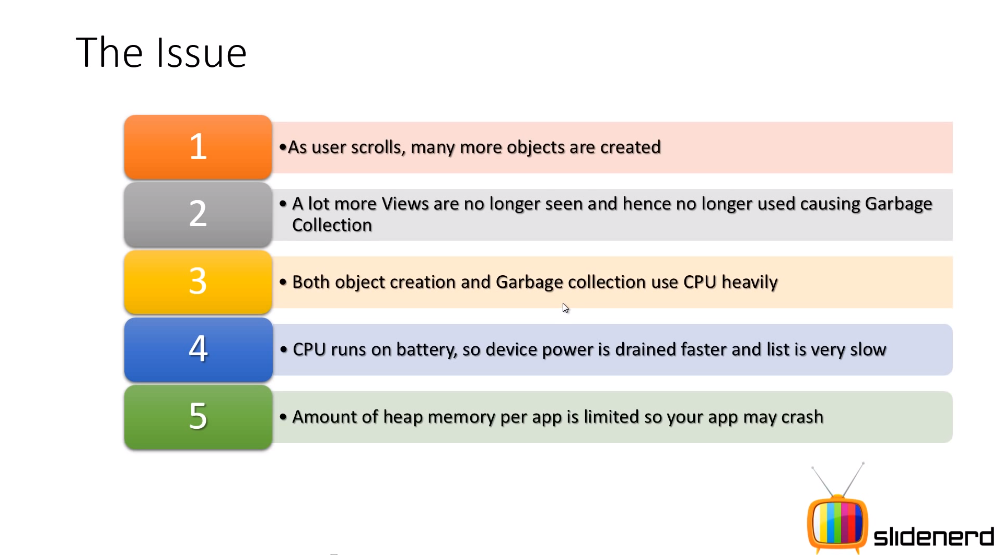 The Issue
1
•As user scrolls, many more objects are created
2
• A lot more Views are no longer seen and hence no longer used causing Garbage
Collection
3
• Both object creation and Garbage collection use CPU heavily
4
• CPU runs on battery, so device power is drained faster and list is very slow
5
• Amount of heap memory per app is limited so your app may crash
slidenerd